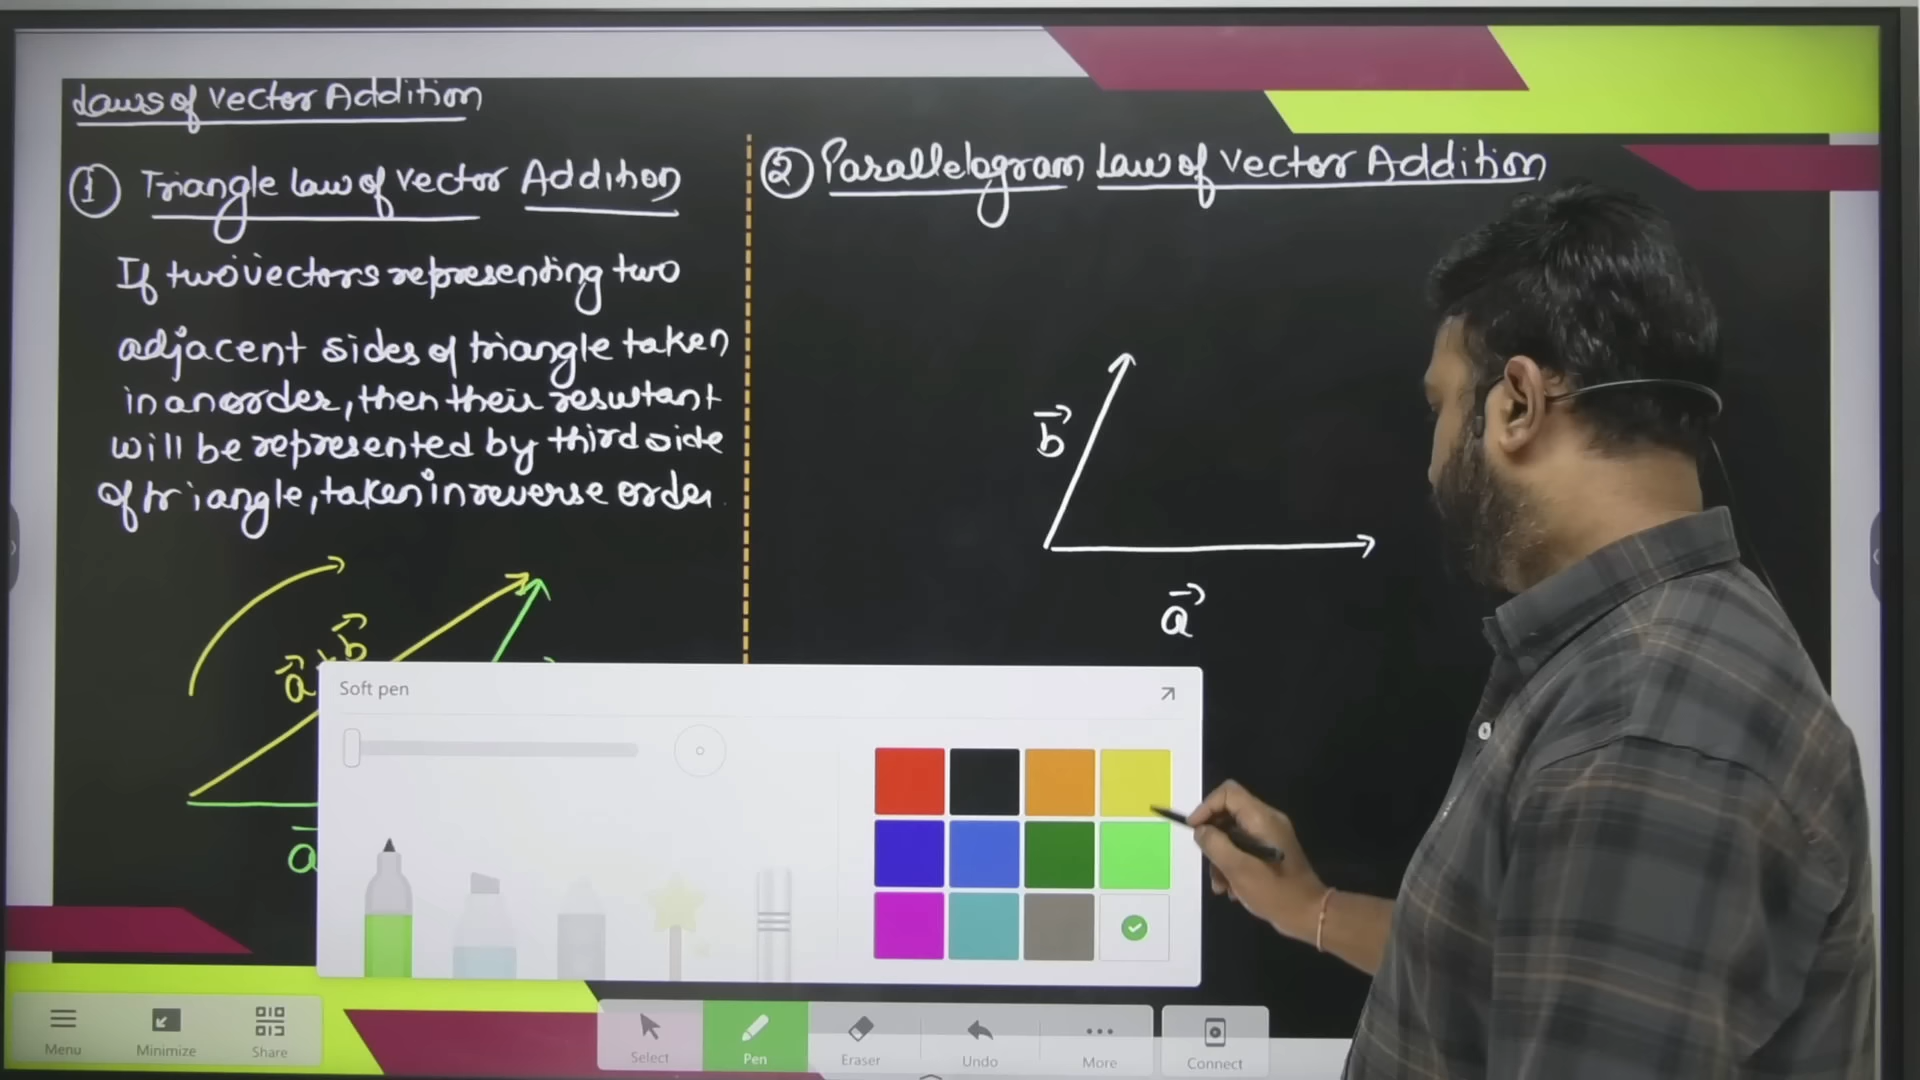 Laws of Vector Addition
① Triangle law of vector Addition
If two vectors representing two
adjacent sides of triangle taken
in an order, then their resultant
will be represented by third side
of triangle, taken in reverse order.
a⃗ + b⃗
a
② Parallelogram Law of Vector Addition
b⃗
a⃗
Soft pen
Menu
Minimize
Share
Select
Pen
Eraser
Undo
More
Connect